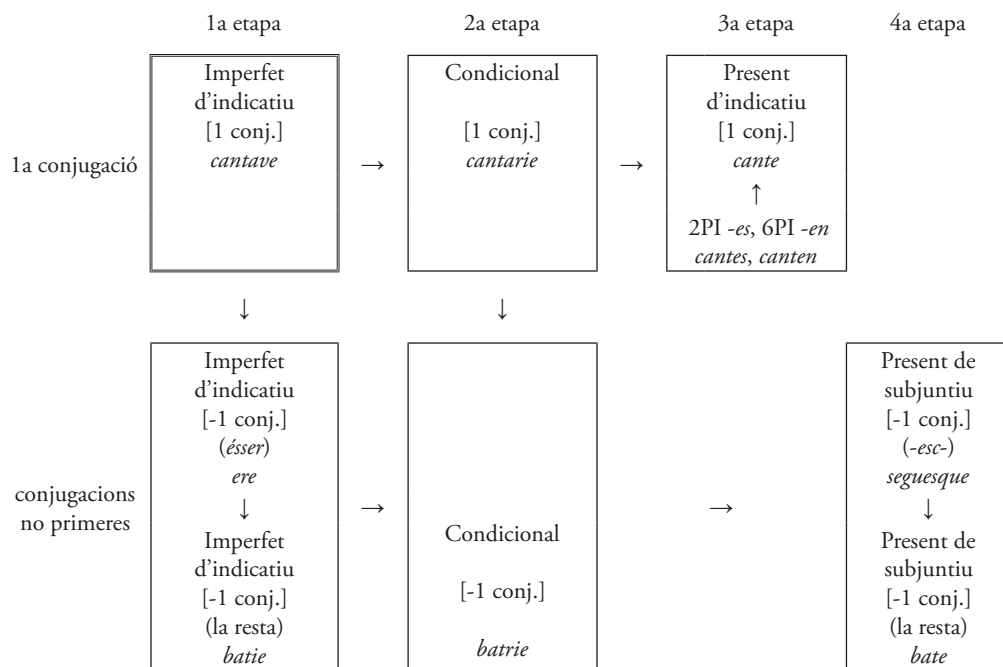 1a etapa 2a etapa 3a etapa 4a etapa
1a conjugació
Imperfet
d’indicatiu
[1 conj.]
cantave
→
Condicional
[1 conj.]
cantarie
→
Present
d’indicatiu
[1 conj.]
cante
↑
2PI -es, 6PI -en
cantes, canten
↓ ↓
conjugacions
no primeres
Imperfet
d’indicatiu
[-1 conj.]
(ésser)
ere
↓
Imperfet
d’indicatiu
[-1 conj.]
(la resta)
batie
→
Condicional
[-1 conj.]
batrie
→
Present de
subjuntiu
[-1 conj.]
(-esc-)
seguesque
↓
Present de
subjuntiu
[-1 conj.]
(la resta)
bate